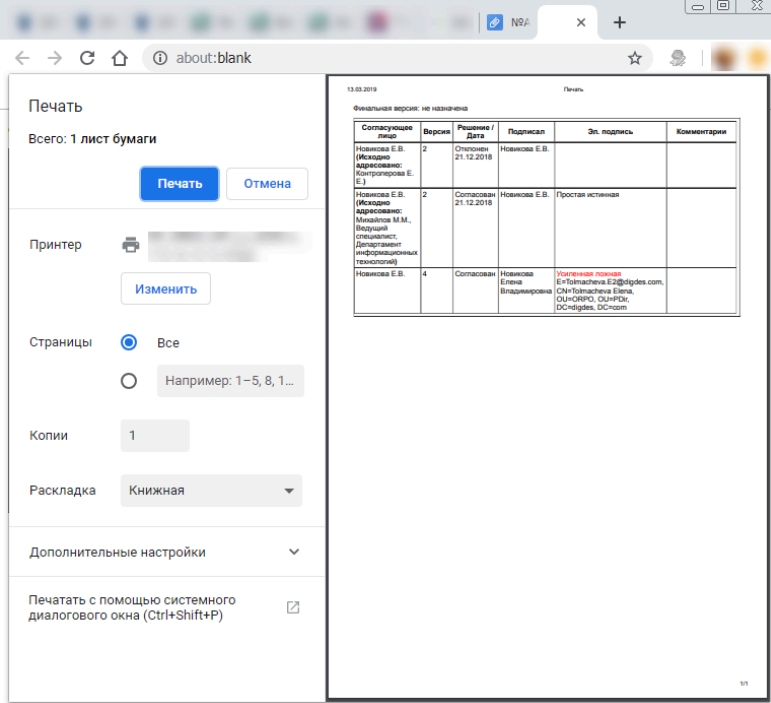 №А
about:blank
Печать
Всего: 1 лист бумаги
Печать
Отмена
Принтер
Изменить
Страницы
Все
Например: 1–5, 8, 1...
Копии
1
Раскладка
Книжная
Дополнительные настройки
Печатать с помощью системного
диалогового окна (Ctrl+Shift+P)
13.03.2019
Печать
Финальная версия: не назначена
Согласующее
лицо
Версия
Решение /
Дата
Подписал
Эл. подпись
Комментарии
Новикова Е.В.
(Исходно
адресовано:
Контролерова Е.
Е.)
2
Отклонен
21.12.2018
Новикова Е.В.
Новикова Е.В.
(Исходно
адресовано:
Михайлов М.М.,
Ведущий
специалист,
Департамент
информационных
технологий)
2
Согласован
21.12.2018
Новикова Е.В.
Простая истинная
Новикова Е.В.
4
Согласован
Новикова
Елена
Владимировна
Усиленная ложная
E=Tolmacheva.E2@digdes.com,
CN=Tolmacheva Elena,
OU=ORPO, OU=PDir,
DC=digdes, DC=com
1/1